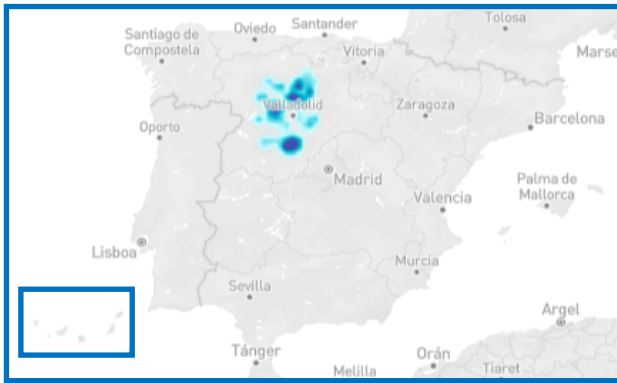 Tolosa
Oviedo
Santander
Santiago de
Compostela
Vitoria
Marse
Valladolid
Zaragoza
Oporto
Barcelona
Madrid
Palma de
Mallorca
Valencia
Lisboa
Murcia
Sevilla
Argel
Tánger
Orán
Melilla
Tiaret